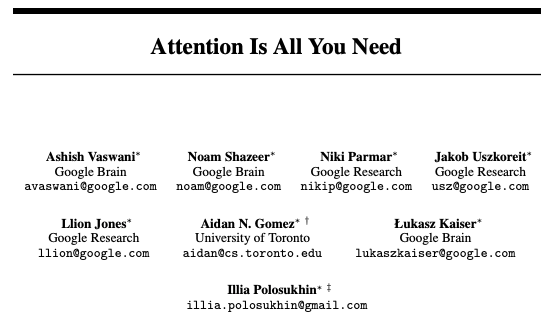 Attention Is All You Need
Ashish Vaswani* Noam Shazeer* Niki Parmar* Jakob Uszkoreit*
Google Brain Google Brain Google Research Google Research
avaswani@google.com noam@google.com nikip@google.com usz@google.com
Llion Jones* Aidan N. Gomez* † Łukasz Kaiser*
Google Research University of Toronto Google Brain
llion@google.com aidan@cs.toronto.edu lukaszkaiser@google.com
Illia Polosukhin* ‡
illia.polosukhin@gmail.com